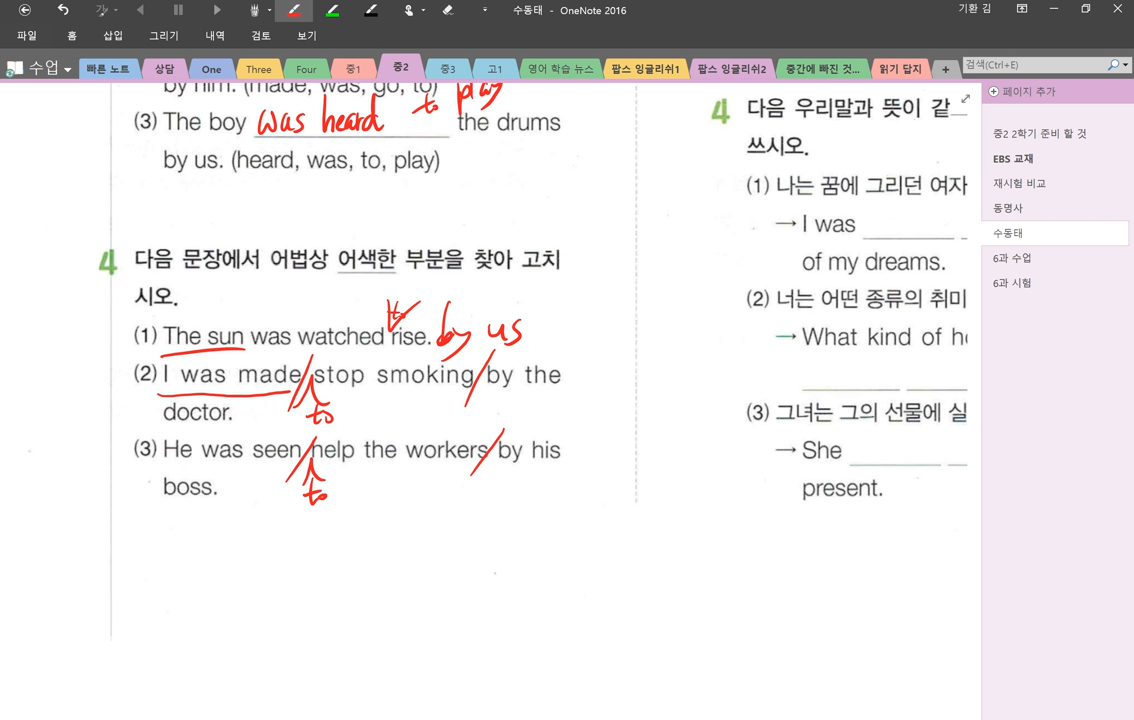 수동태 - OneNote 2016
기환 김
파일 홈 삽입 그리기 내역 검토 보기
수업 빠른 노트 상담 One Three Four 중1 중2 중3 고1 영어 학습 뉴스 팝스 잉글리쉬1 팝스 잉글리쉬2 중간에 빠진 것... 읽기 답지 +
검색(Ctrl+E)
by him. (made, was, go, to)
to play
(3) The boy was heard the drums
by us. (heard, was, to, play)
4 다음 문장에서 어법상 어색한 부분을 찾아 고치
시오.
to
(1) The sun was watched rise. by us
(2) I was made stop smoking by the
to
doctor.
(3) He was seen help the workers by his
to
boss.
4 다음 우리말과 뜻이 같
쓰시오.
(1) 나는 꿈에 그리던 여자
→ I was
of my dreams.
(2) 너는 어떤 종류의 취미
→ What kind of
(3) 그녀는 그의 선물에 실
→ She
present.
페이지 추가
중2 2학기 준비 할 것
EBS 교재
재시험 비교
동명사
수동태
6과 수업
6과 시험